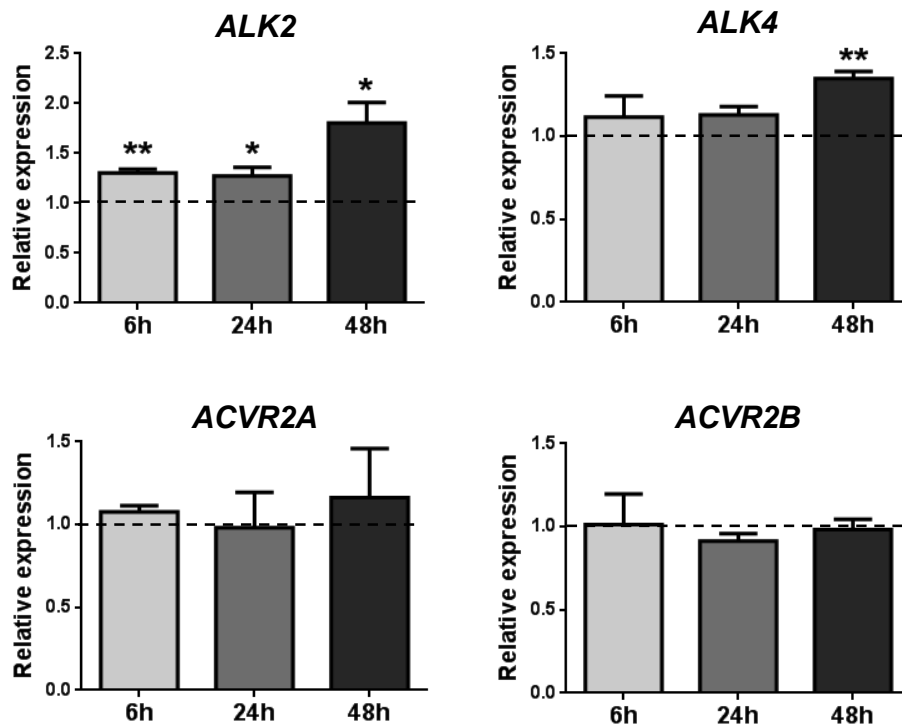 ALK2
Relative expression
2.5
2.0
1.5
1.0
0.5
0.0
**
*
*
6h
24h
48h
ALK4
Relative expression
1.5
1.0
0.5
0.0
**
6h
24h
48h
ACVR2A
Relative expression
1.5
1.0
0.5
0.0
6h
24h
48h
ACVR2B
Relative expression
1.5
1.0
0.5
0.0
6h
24h
48h